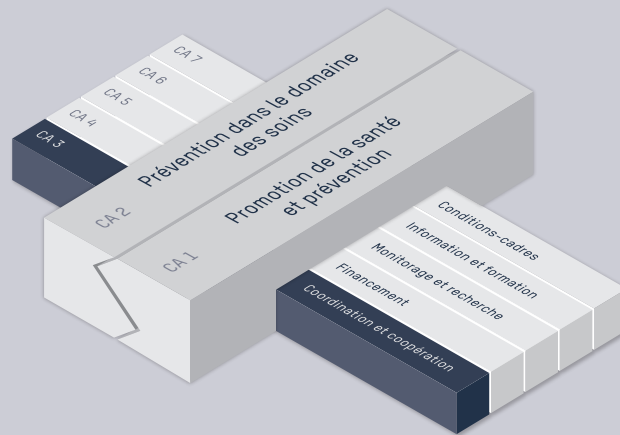 CA 7
CA 6
CA 5
CA 4
CA 3
CA 2
Prévention dans le domaine
des soins
CA 1
Promotion de la santé
et prévention
Conditions-cadres
Information et formation
Monitorage et recherche
Financement
Coordination et coopération